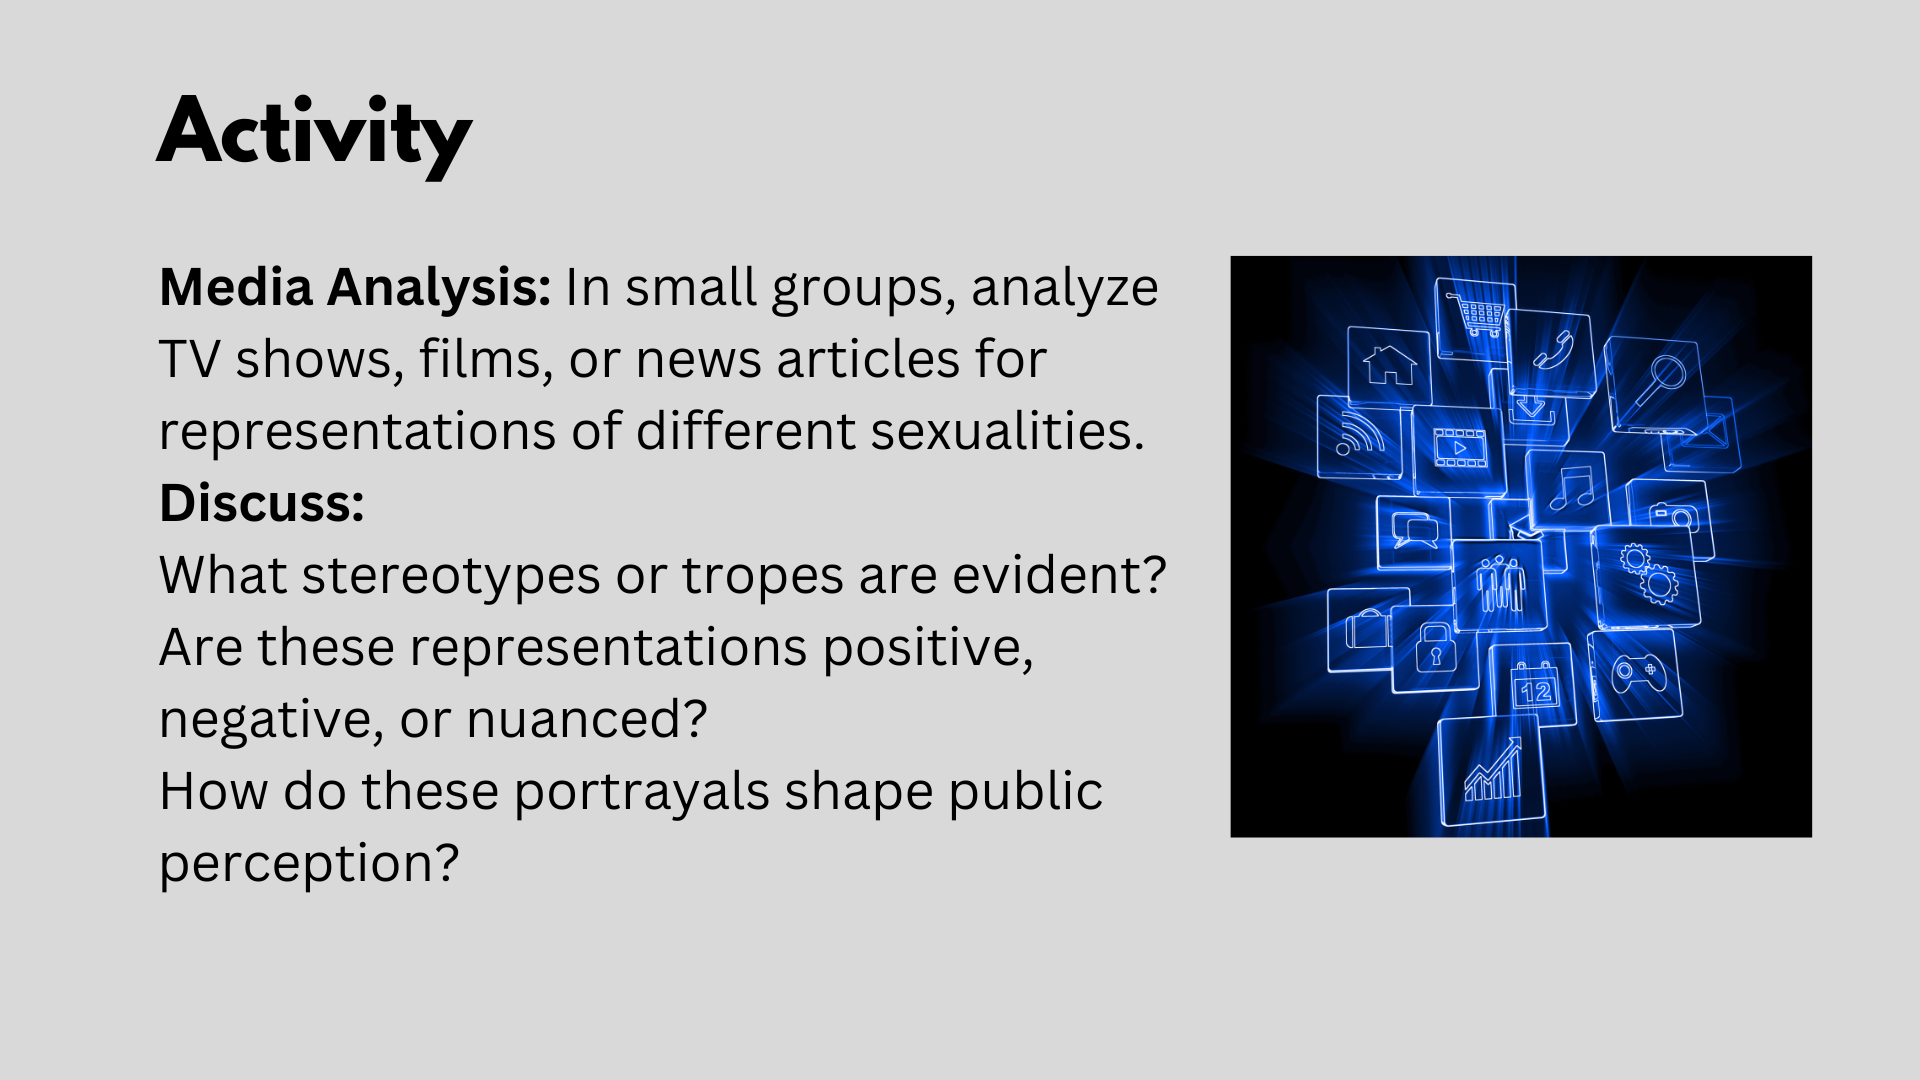 Activity
Media Analysis: In small groups, analyze
TV shows, films, or news articles for
representations of different sexualities.
Discuss:
What stereotypes or tropes are evident?
Are these representations positive,
negative, or nuanced?
How do these portrayals shape public
perception?
12